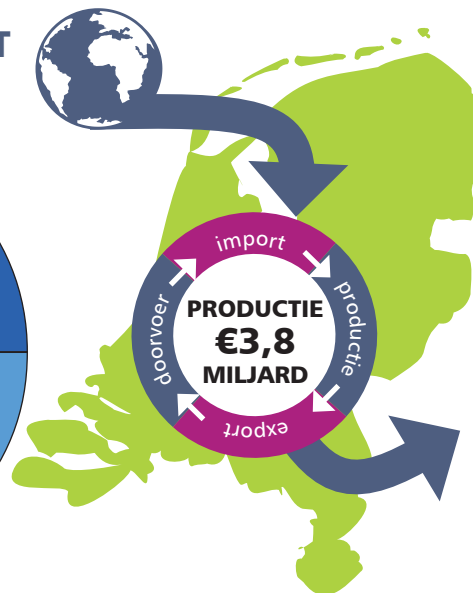 T
import
productie
export
doorvoer
PRODUCTIE
€3,8
MILJARD